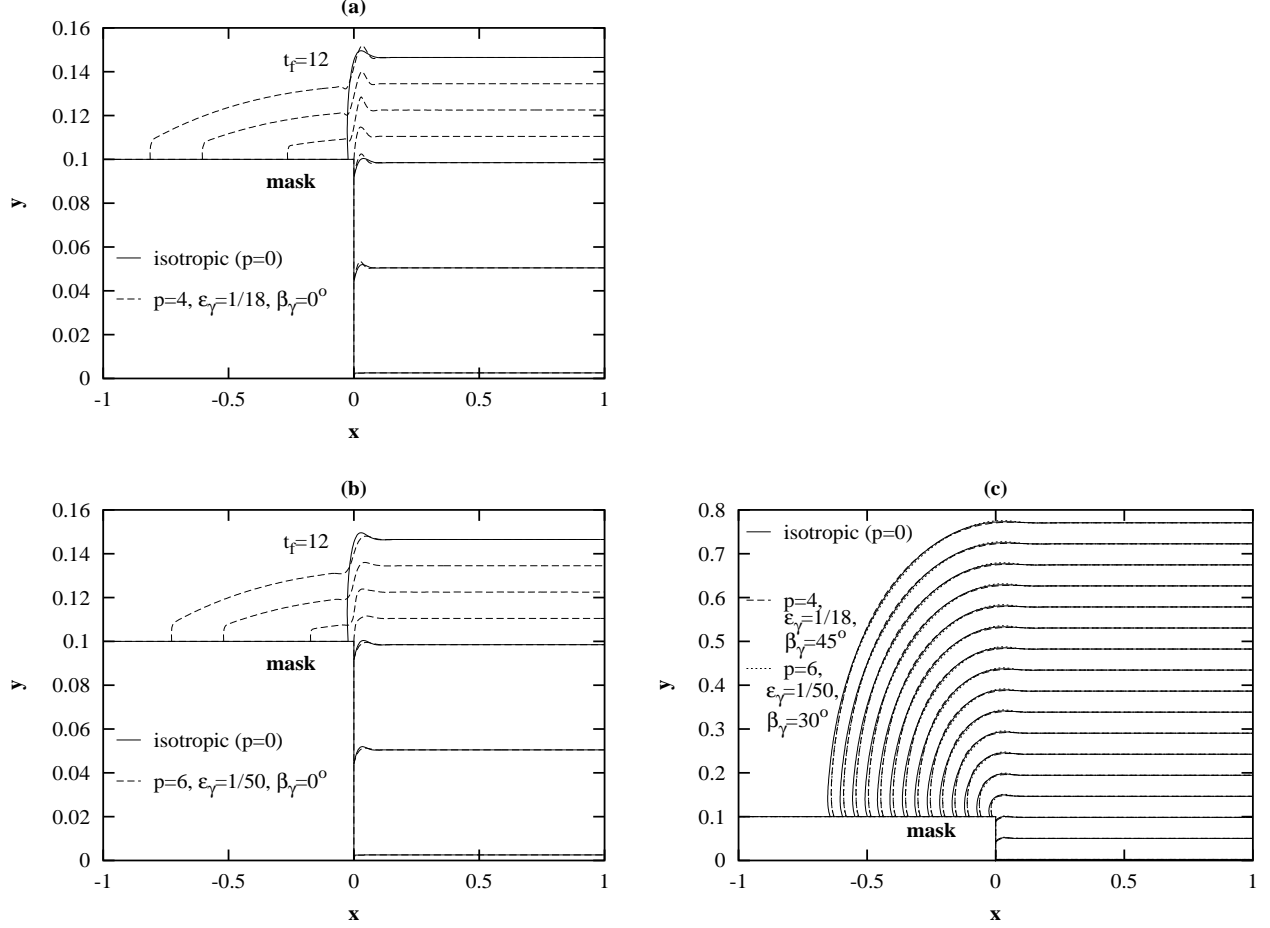 (a)
0.16
0.14
0.12
0.1
0.08
0.06
0.04
0.02
0
y
t_f=12
mask
isotropic (p=0)
p=4, ε_γ=1/18, β_γ=0^o
-1 -0.5 0 0.5 1
x
(b)
0.16
0.14
0.12
0.1
0.08
0.06
0.04
0.02
0
y
t_f=12
mask
isotropic (p=0)
p=6, ε_γ=1/50, β_γ=0^o
-1 -0.5 0 0.5 1
x
(c)
0.8
0.7
0.6
0.5
0.4
0.3
0.2
0.1
0
y
isotropic (p=0)
p=4,
ε_γ=1/18,
β_γ=45^o
p=6,
ε_γ=1/50,
β_γ=30^o
mask
-1 -0.5 0 0.5 1
x